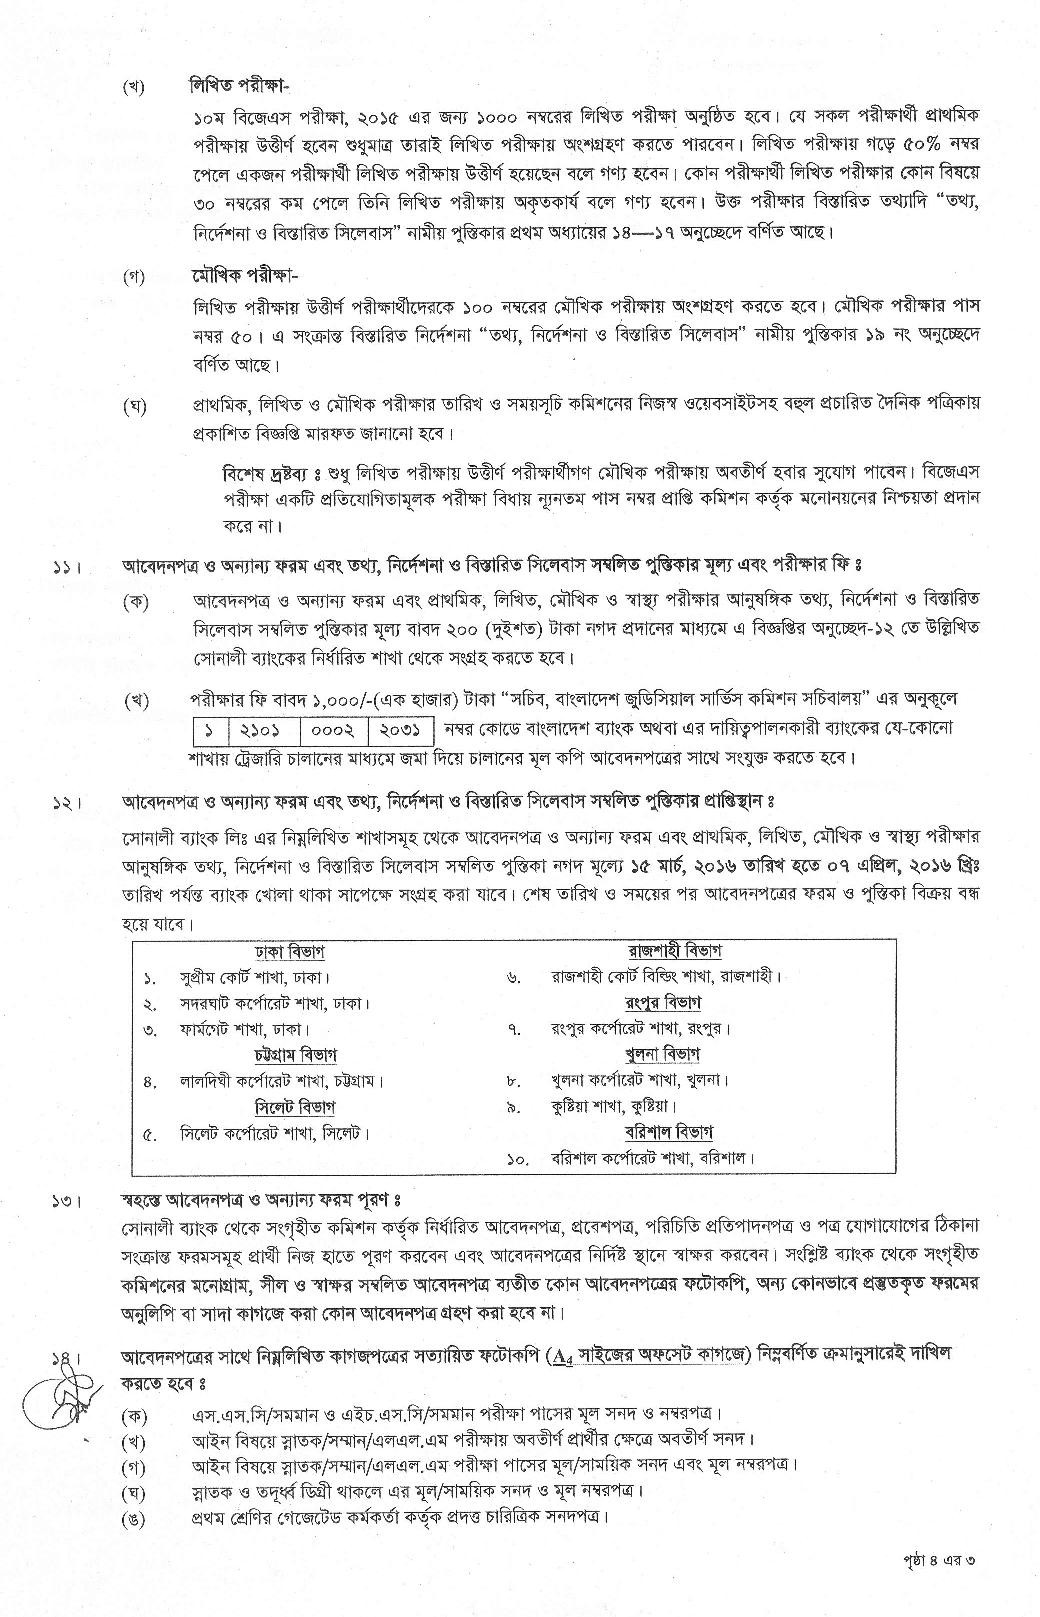 (খ) লিখিত পরীক্ষা-
১০ম বিজেএস পরীক্ষা, ২০১৫ এর জন্য ১০০০ নম্বরের লিখিত পরীক্ষা অনুষ্ঠিত হবে। যে সকল পরীক্ষার্থী প্রাথমিক
পরীক্ষায় উত্তীর্ণ হবেন শুধুমাত্র তারাই লিখিত পরীক্ষায় অংশগ্রহণ করতে পারবেন। লিখিত পরীক্ষায় গড়ে ৫০% নম্বর
পেলে একজন পরীক্ষার্থী লিখিত পরীক্ষায় উত্তীর্ণ হয়েছেন বলে গণ্য হবেন। কোন পরীক্ষার্থী লিখিত পরীক্ষার কোন বিষয়ে
৩০ নম্বরের কম পেলে তিনি লিখিত পরীক্ষায় অকৃতকার্য বলে গণ্য হবেন। উক্ত পরীক্ষার বিস্তারিত তথ্যাদি “তথ্য,
নির্দেশনা ও বিস্তারিত সিলেবাস” নামীয় পুস্তিকার প্রথম অধ্যায়ের ১৪—১৭ অনুচ্ছেদে বর্ণিত আছে।
(গ) মৌখিক পরীক্ষা-
লিখিত পরীক্ষায় উত্তীর্ণ পরীক্ষার্থীদেরকে ১০০ নম্বরের মৌখিক পরীক্ষায় অংশগ্রহণ করতে হবে। মৌখিক পরীক্ষার পাস
নম্বর ৫০। এ সংক্রান্ত বিস্তারিত নির্দেশনা “তথ্য, নির্দেশনা ও বিস্তারিত সিলেবাস” নামীয় পুস্তিকার ১৯ নং অনুচ্ছেদে
বর্ণিত আছে।
(ঘ) প্রাথমিক, লিখিত ও মৌখিক পরীক্ষার তারিখ ও সময়সূচি কমিশনের নিজস্ব ওয়েবসাইটসহ বহুল প্রচারিত দৈনিক পত্রিকায়
প্রকাশিত বিজ্ঞপ্তি মারফত জানানো হবে।
বিশেষ দ্রষ্টব্য ঃ শুধু লিখিত পরীক্ষায় উত্তীর্ণ পরীক্ষার্থীগণ মৌখিক পরীক্ষায় অবতীর্ণ হবার সুযোগ পাবেন। বিজেএস
পরীক্ষা একটি প্রতিযোগিতামূলক পরীক্ষা বিধায় ন্যূনতম পাস নম্বর প্রাপ্তি কমিশন কর্তৃক মনোনয়নের নিশ্চয়তা প্রদান
করে না।
১১। আবেদনপত্র ও অন্যান্য ফরম এবং তথ্য, নির্দেশনা ও বিস্তারিত সিলেবাস সম্বলিত পুস্তিকার মূল্য এবং পরীক্ষার ফি ঃ
(ক) আবেদনপত্র ও অন্যান্য ফরম এবং প্রাথমিক, লিখিত, মৌখিক ও স্বাস্থ্য পরীক্ষার আনুষঙ্গিক তথ্য, নির্দেশনা ও বিস্তারিত
সিলেবাস সম্বলিত পুস্তিকার মূল্য বাবদ ২০০ (দুইশত) টাকা নগদ প্রদানের মাধ্যমে এ বিজ্ঞপ্তির অনুচ্ছেদ-১২ তে উল্লিখিত
সোনালী ব্যাংকের নির্ধারিত শাখা থেকে সংগ্রহ করতে হবে।
(খ) পরীক্ষার ফি বাবদ ১,০০০/-(এক হাজার) টাকা “সচিব, বাংলাদেশ জুডিসিয়াল সার্ভিস কমিশন সচিবালয়” এর অনুকূলে
১ ২১০১ ০০০২ ২০৩১ নম্বর কোডে বাংলাদেশ ব্যাংক অথবা এর দায়িত্বপালনকারী ব্যাংকের যে-কোনো
শাখায় ট্রেজারি চালানের মাধ্যমে জমা দিয়ে চালানের মূল কপি আবেদনপত্রের সাথে সংযুক্ত করতে হবে।
১২। আবেদনপত্র ও অন্যান্য ফরম এবং তথ্য, নির্দেশনা ও বিস্তারিত সিলেবাস সম্বলিত পুস্তিকার প্রাপ্তিস্থান ঃ
সোনালী ব্যাংক লিঃ এর নিম্নলিখিত শাখাসমূহ থেকে আবেদনপত্র ও অন্যান্য ফরম এবং প্রাথমিক, লিখিত, মৌখিক ও স্বাস্থ্য পরীক্ষার
আনুষঙ্গিক তথ্য, নির্দেশনা ও বিস্তারিত সিলেবাস সম্বলিত পুস্তিকা নগদ মূল্যে ১৫ মার্চ, ২০১৬ তারিখ হতে ০৭ এপ্রিল, ২০১৬ খ্রিঃ
তারিখ পর্যন্ত ব্যাংক খোলা থাকা সাপেক্ষে সংগ্রহ করা যাবে। শেষ তারিখ ও সময়ের পর আবেদনপত্রের ফরম ও পুস্তিকা বিক্রয় বন্ধ
হয়ে যাবে।
ঢাকা বিভাগ
১. সুপ্রীম কোর্ট শাখা, ঢাকা।
২. সদরঘাট কর্পোরেট শাখা, ঢাকা।
৩. ফার্মগেট শাখা, ঢাকা।
চট্টগ্রাম বিভাগ
৪. লালদিঘী কর্পোরেট শাখা, চট্টগ্রাম।
সিলেট বিভাগ
৫. সিলেট কর্পোরেট শাখা, সিলেট।
রাজশাহী বিভাগ
৬. রাজশাহী কোর্ট বিল্ডিং শাখা, রাজশাহী।
রংপুর বিভাগ
৭. রংপুর কর্পোরেট শাখা, রংপুর।
খুলনা বিভাগ
৮. খুলনা কর্পোরেট শাখা, খুলনা।
৯. কুষ্টিয়া শাখা, কুষ্টিয়া।
বরিশাল বিভাগ
১০. বরিশাল কর্পোরেট শাখা, বরিশাল।
১৩। স্বহস্তে আবেদনপত্র ও অন্যান্য ফরম পূরণ ঃ
সোনালী ব্যাংক থেকে সংগৃহীত কমিশন কর্তৃক নির্ধারিত আবেদনপত্র, প্রবেশপত্র, পরিচিতি প্রতিপাদনপত্র ও পত্র যোগাযোগের ঠিকানা
সংক্রান্ত ফরমসমূহ প্রার্থী নিজ হাতে পূরণ করবেন এবং আবেদনপত্রের নির্দিষ্ট স্থানে স্বাক্ষর করবেন। সংশ্লিষ্ট ব্যাংক থেকে সংগৃহীত
কমিশনের মনোগ্রাম, সীল ও স্বাক্ষর সম্বলিত আবেদনপত্র ব্যতীত কোন আবেদনপত্রের ফটোকপি, অন্য কোনভাবে প্রস্তুতকৃত ফরমের
অনুলিপি বা সাদা কাগজে করা কোন আবেদনপত্র গ্রহণ করা হবে না।
১৪। আবেদনপত্রের সাথে নিম্নলিখিত কাগজপত্রের সত্যায়িত ফটোকপি (A4 সাইজের অফসেট কাগজে) নিম্নবর্ণিত ক্রমানুসারেই দাখিল
করতে হবে ঃ
(ক) এস.এস.সি/সমমান ও এইচ.এস.সি/সমমান পরীক্ষা পাসের মূল সনদ ও নম্বরপত্র।
(খ) আইন বিষয়ে স্নাতক/সম্মান/এলএল.এম পরীক্ষায় অবতীর্ণ প্রার্থীর ক্ষেত্রে অবতীর্ণ সনদ।
(গ) আইন বিষয়ে স্নাতক/সম্মান/এলএল.এম পরীক্ষা পাসের মূল/সাময়িক সনদ এবং মূল নম্বরপত্র।
(ঘ) স্নাতক ও তদূর্ধ্ব ডিগ্রী থাকলে এর মূল/সাময়িক সনদ ও মূল নম্বরপত্র।
(ঙ) প্রথম শ্রেণির গেজেটেড কর্মকর্তা কর্তৃক প্রদত্ত চারিত্রিক সনদপত্র।
পৃষ্ঠা ৪ এর ৩